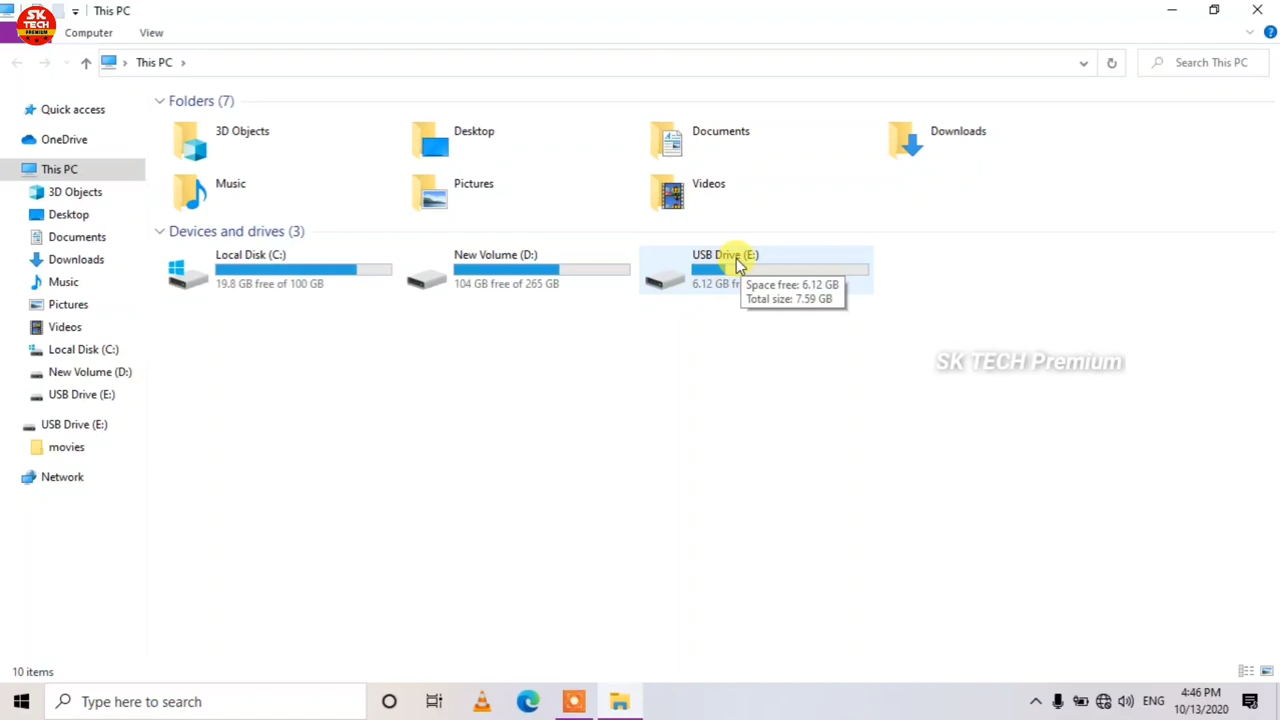 SK
TECH
PREMIUM
This PC
Computer View
This PC
Search This PC
Quick access
OneDrive
This PC
3D Objects
Desktop
Documents
Downloads
Music
Pictures
Videos
Local Disk (C:)
New Volume (D:)
USB Drive (E:)
USB Drive (E:)
movies
Network
Folders (7)
3D Objects
Desktop
Documents
Downloads
Music
Pictures
Videos
Devices and drives (3)
Local Disk (C:)
19.8 GB free of 100 GB
New Volume (D:)
104 GB free of 265 GB
USB Drive (E:)
6.12 GB
Space free: 6.12 GB
Total size: 7.59 GB
SK TECH Premium
10 items
Type here to search
ENG
4:46 PM
10/13/2020